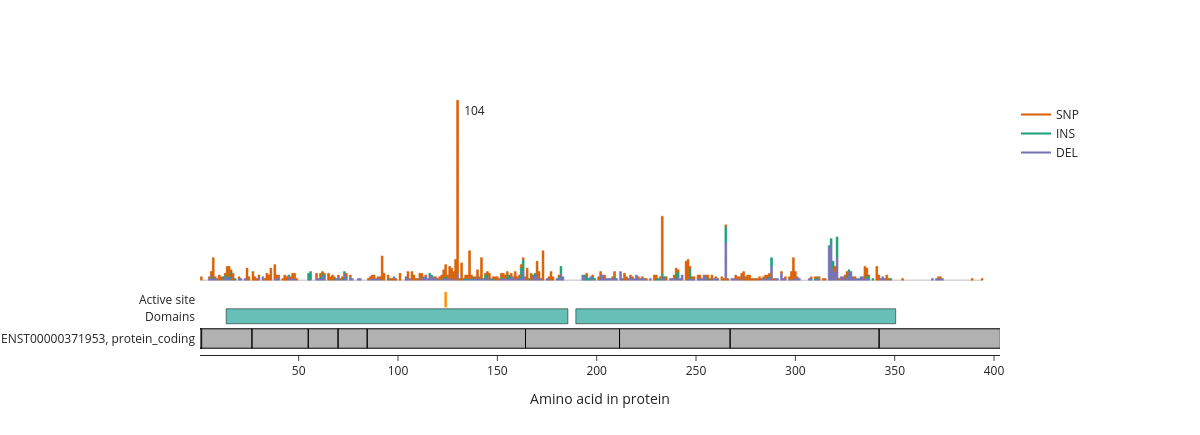 104
SNP
INS
DEL
Active site
Domains
ENST00000371953, protein_coding
50 100 150 200 250 300 350 400
Amino acid in protein